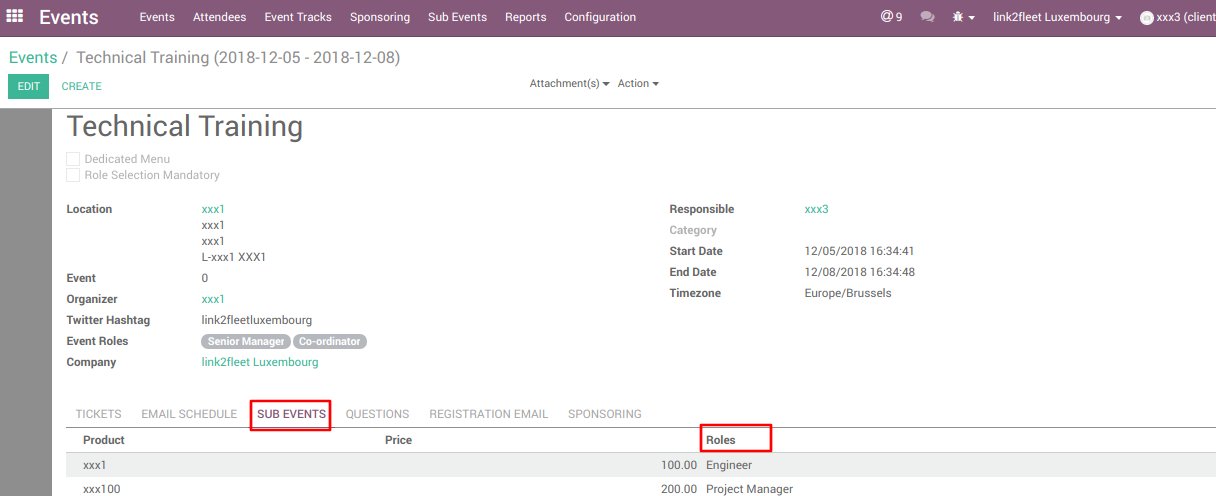 Events Events Attendees Event Tracks Sponsoring Sub Events Reports Configuration @ 9 link2fleet Luxembourg xxx3 (client
Events / Technical Training (2018-12-05 - 2018-12-08)
EDIT CREATE Attachment(s) Action
Technical Training
Dedicated Menu
Role Selection Mandatory
Location xxx1 Responsible xxx3
xxx1 Category
xxx1 Start Date 12/05/2018 16:34:41
L-xxx1 XXX1
Event 0 End Date 12/08/2018 16:34:48
Organizer xxx1 Timezone Europe/Brussels
Twitter Hashtag link2fleetluxembourg
Event Roles Senior Manager Co-ordinator
Company link2fleet Luxembourg
TICKETS EMAIL SCHEDULE SUB EVENTS QUESTIONS REGISTRATION EMAIL SPONSORING
Product Price Roles
xxx1 100.00 Engineer
xxx100 200.00 Project Manager